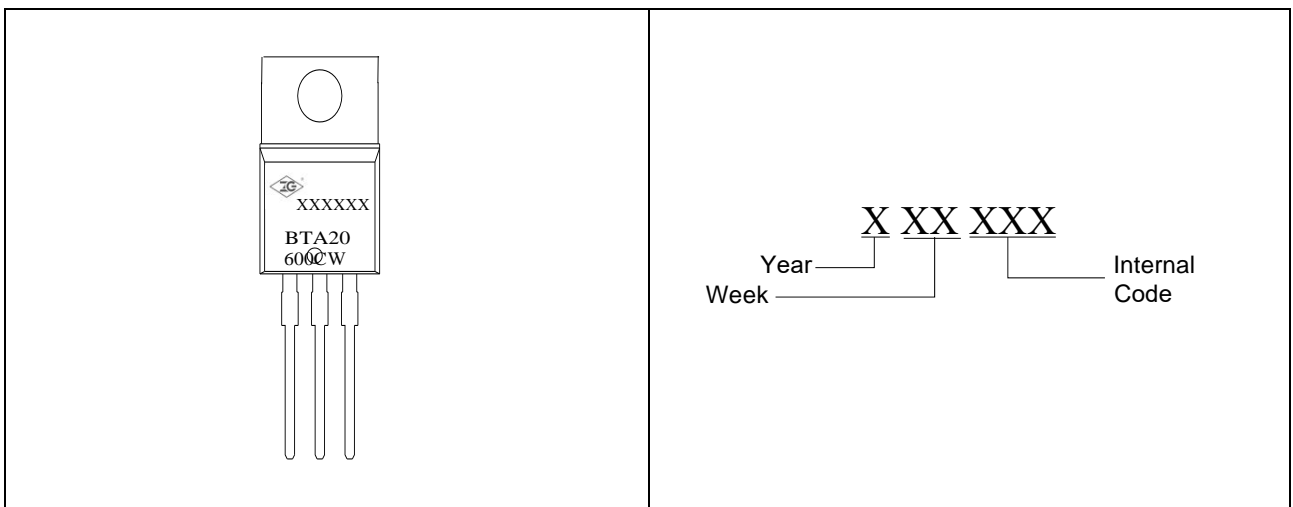 XXXXXX
BTA20
600CW
X XX XXX
Year
Week
Internal
Code